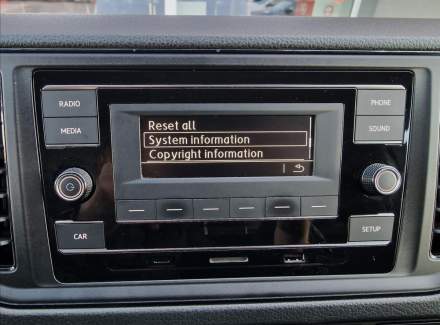 RADIO
PHONE
MEDIA
SOUND
Reset all
System information
Copyright information
CAR
SETUP